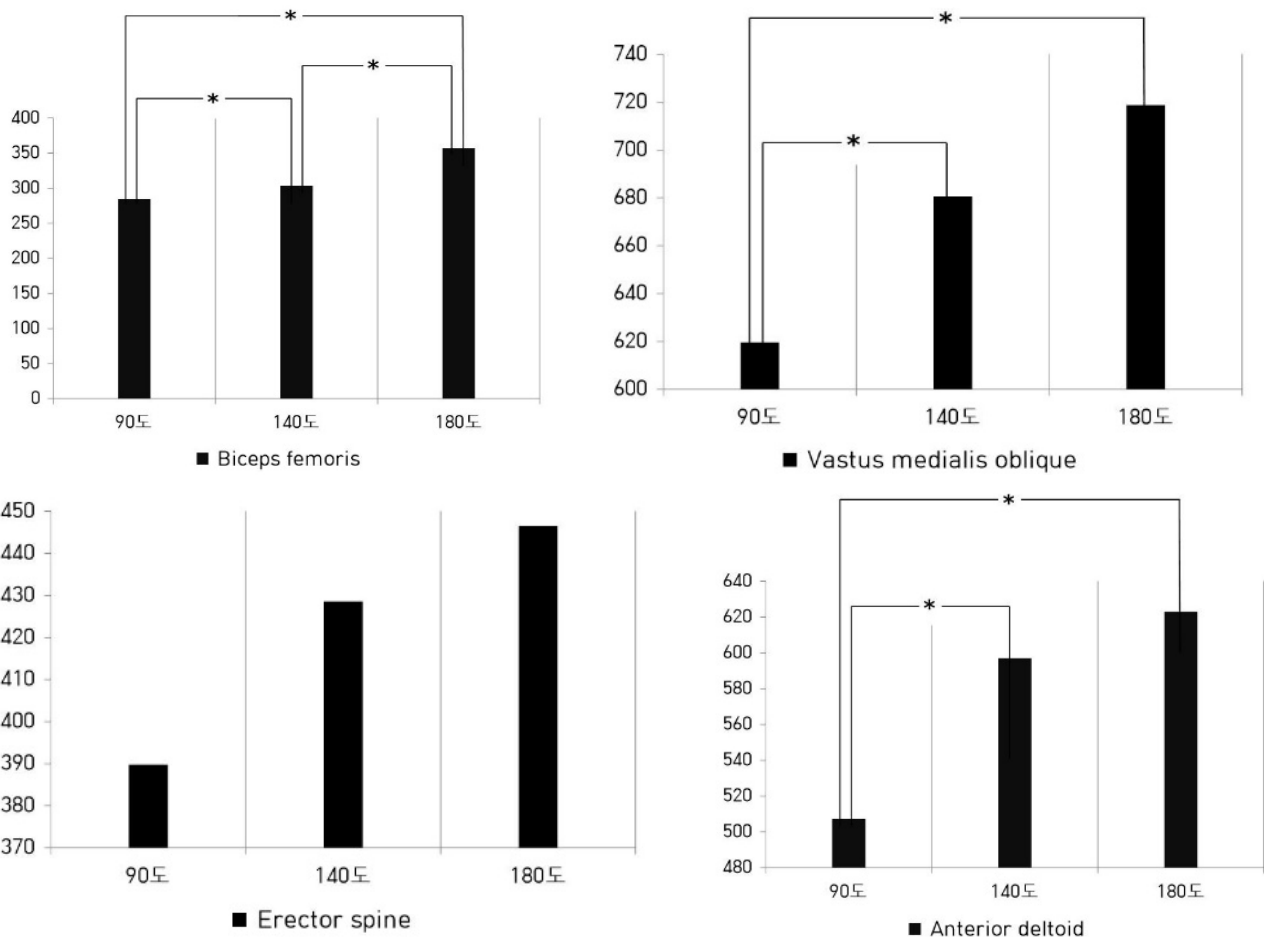 *
*
*
400
350
300
250
200
150
100
50
0
90도
140도
180도
■ Biceps femoris
*
*
740
720
700
680
660
640
620
600
90도
140도
180도
■ Vastus medialis oblique
450
440
430
420
410
400
390
380
370
90도
140도
180도
■ Erector spine
*
*
640
620
600
580
560
540
520
500
480
90도
140도
180도
■ Anterior deltoid